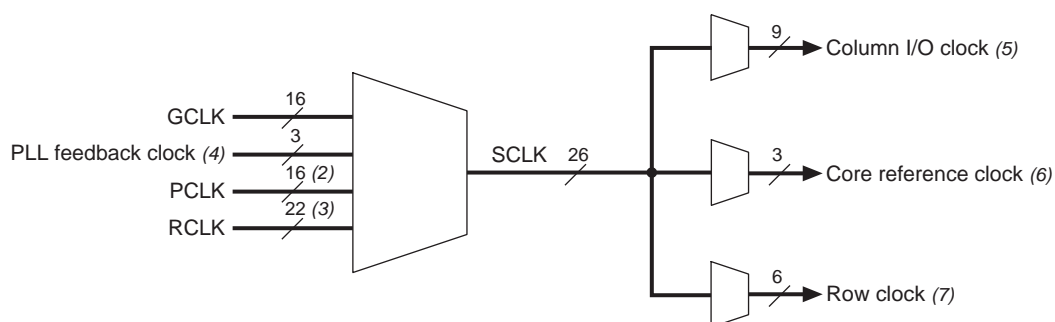 9
Column I/O clock (5)
16
GCLK
3
PLL feedback clock (4)
SCLK 26
3
Core reference clock (6)
16 (2)
PCLK
22 (3)
RCLK
6
Row clock (7)